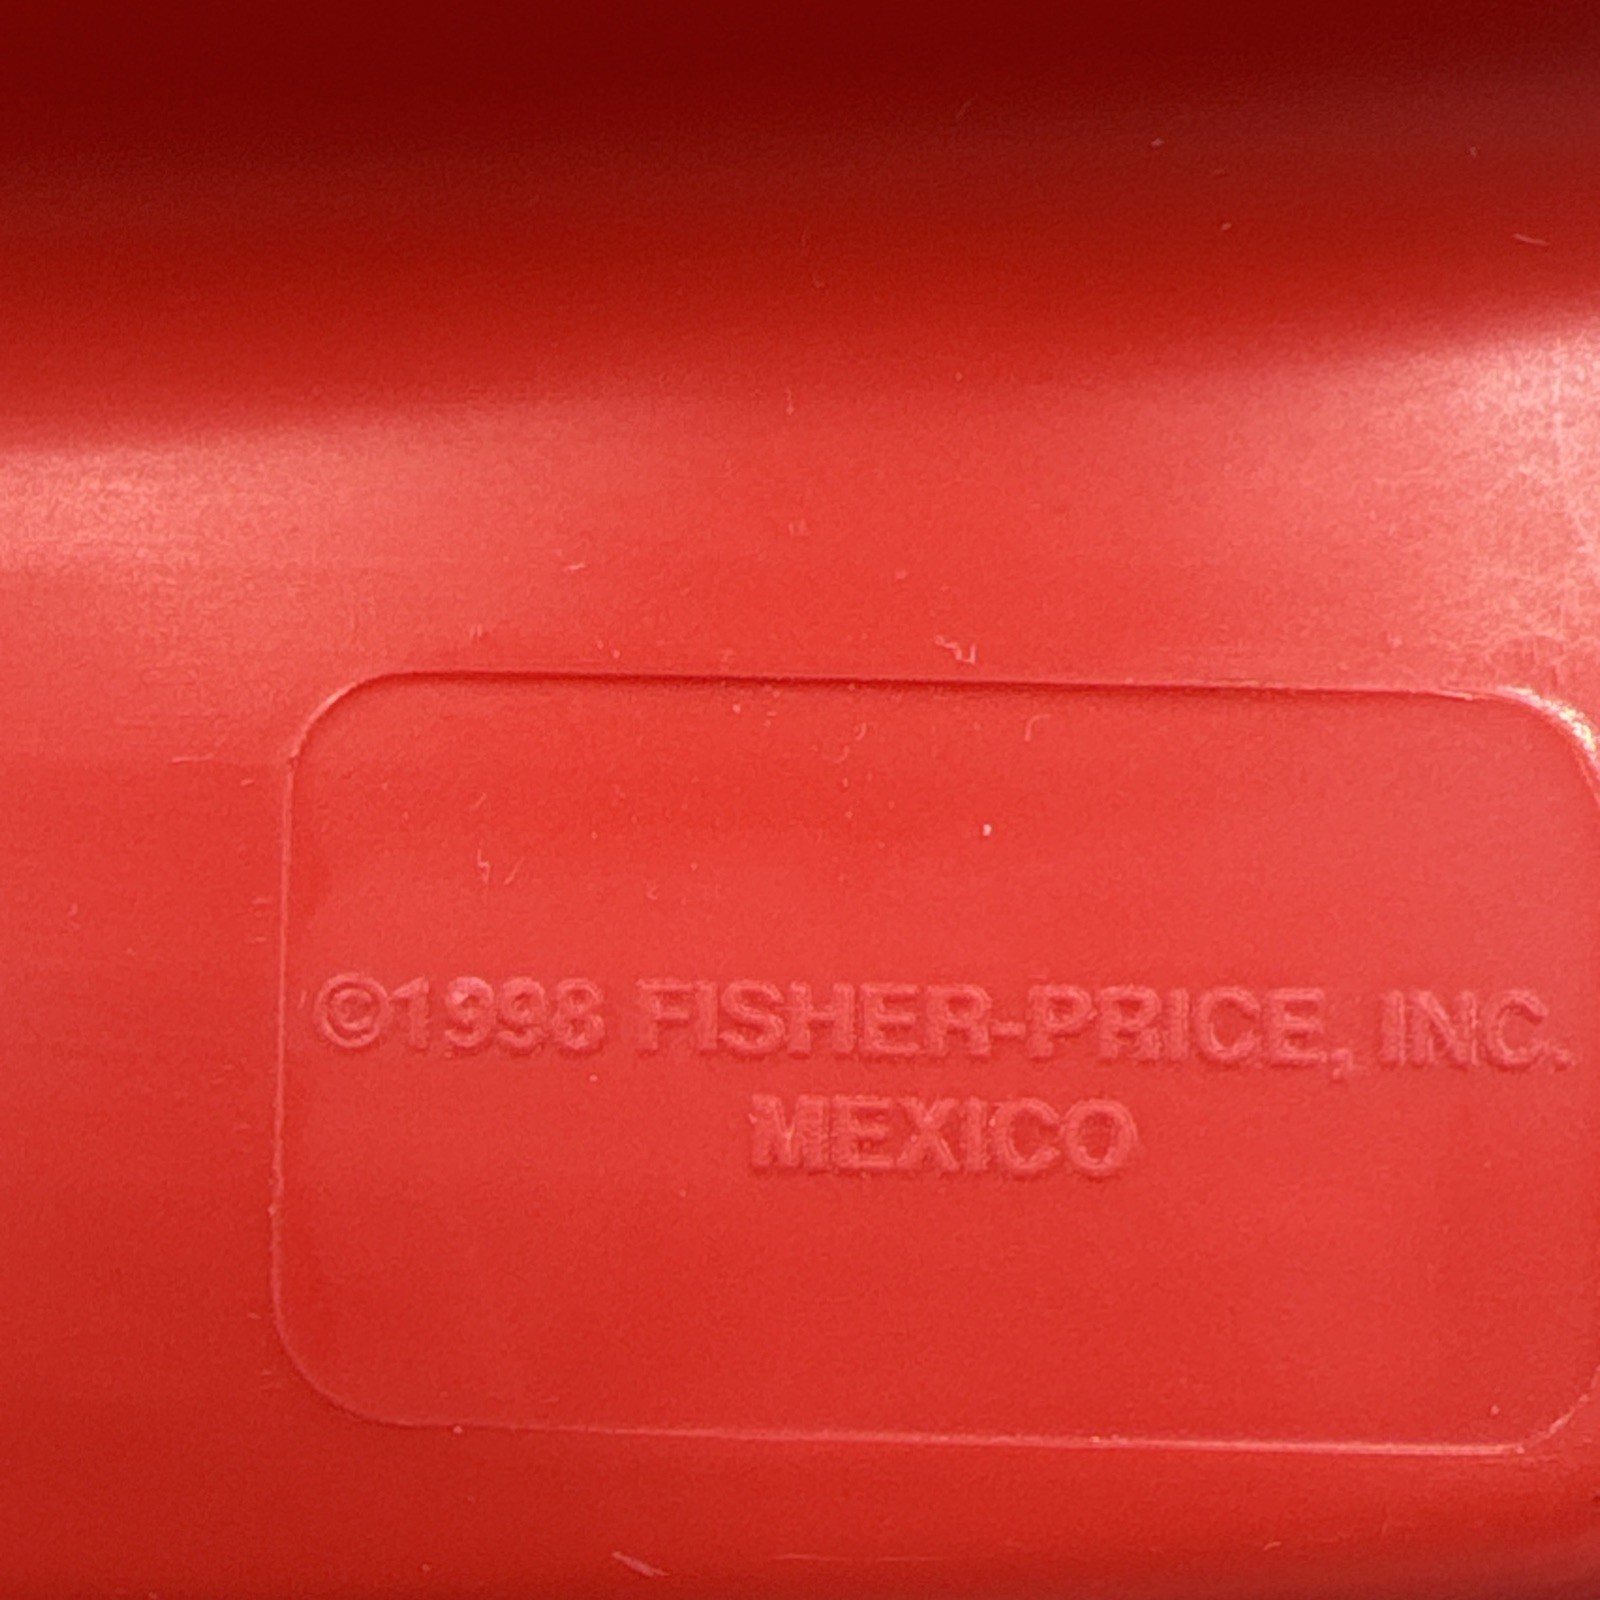 ©1998 FISHER-PRICE, INC.
MEXICO